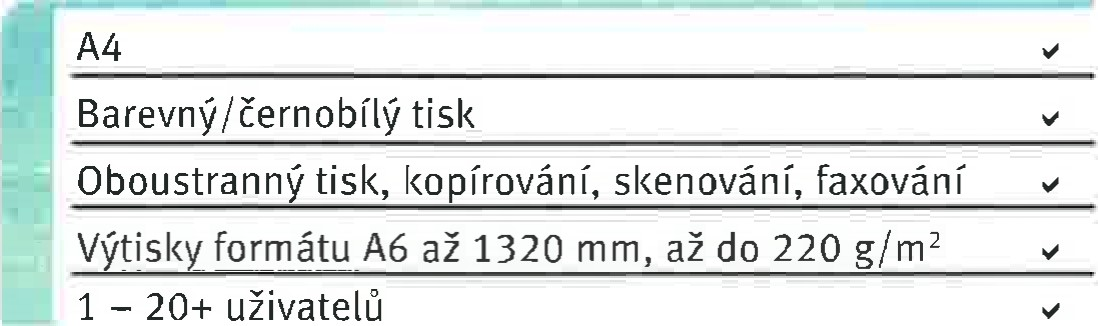 A4 ✓
Barevný/černobílý tisk ✓
Oboustranný tisk, kopírování, skenování, faxování ✓
Výtisky formátu A6 až 1320 mm, až do 220 g/m² ✓
1 – 20+ uživatelů ✓